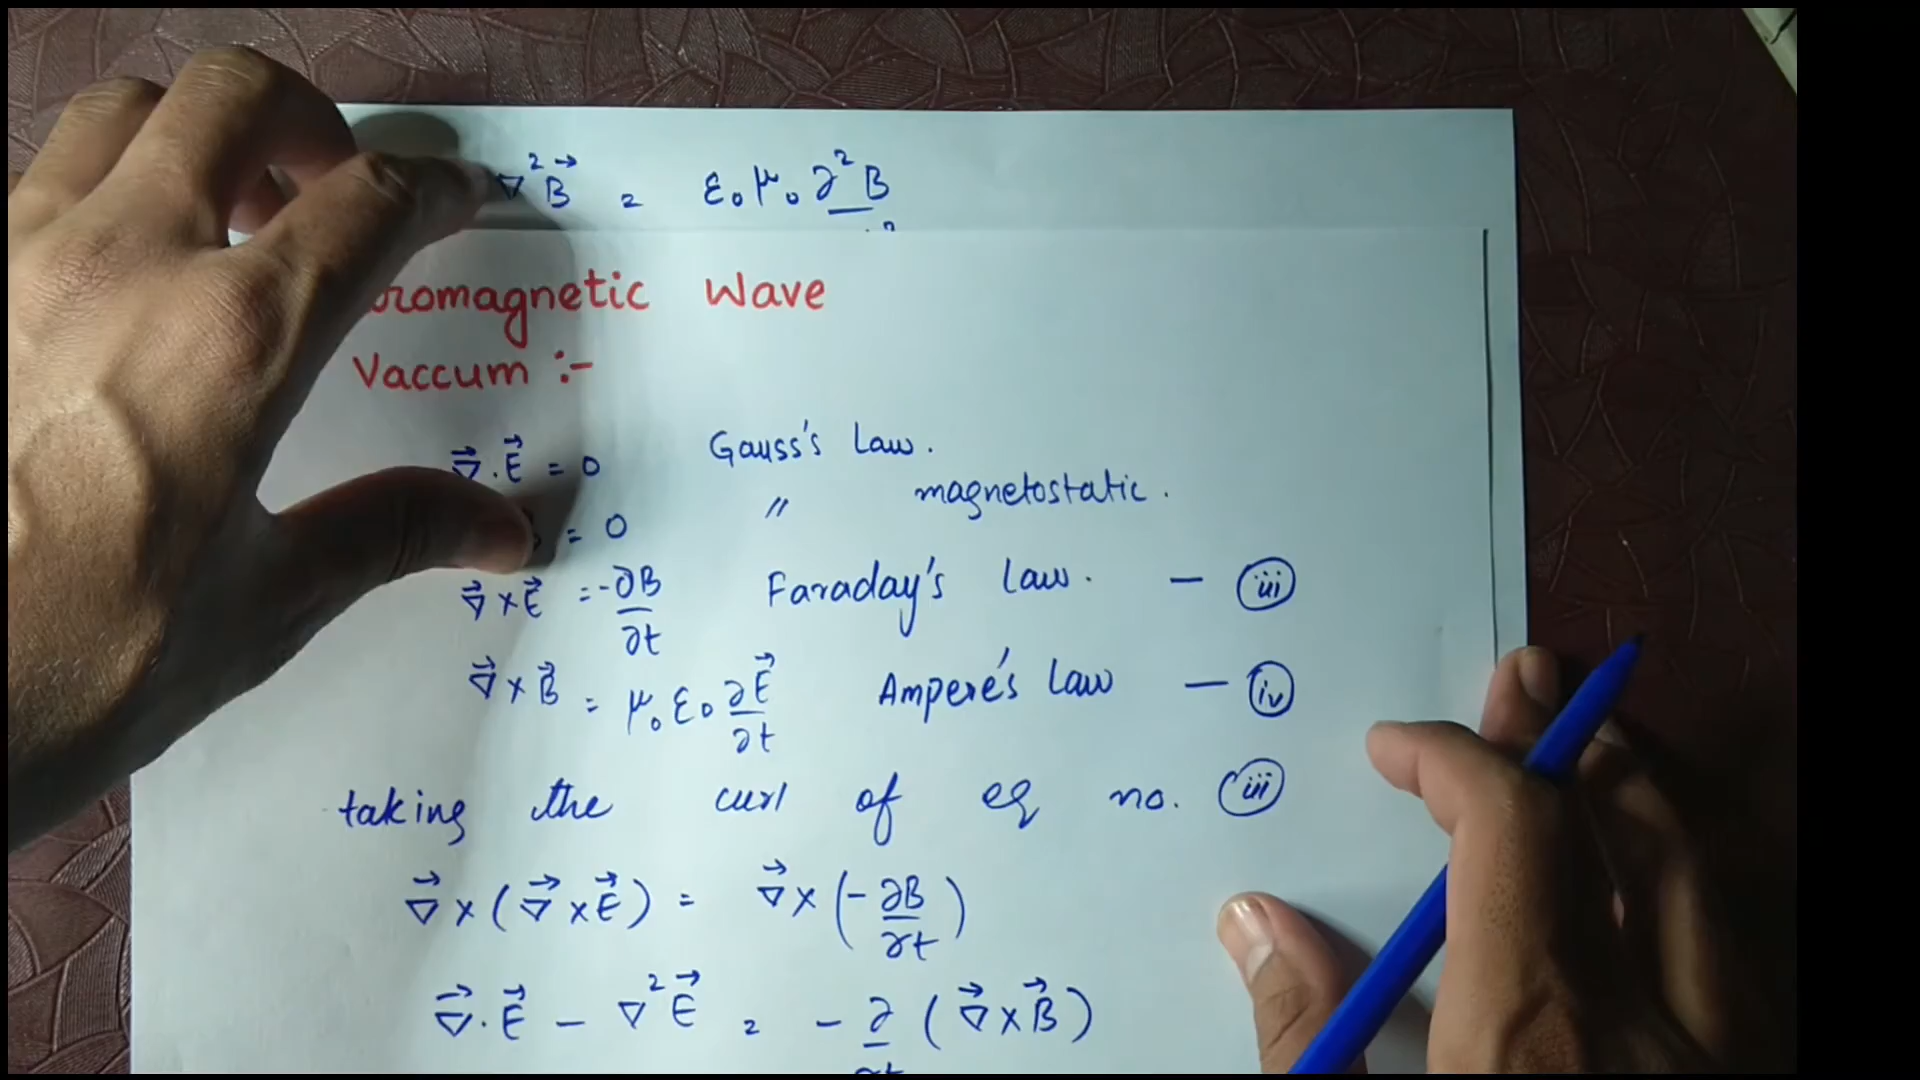 ∇²B⃗ = ε₀μ₀ ∂²B
romagnetic Wave
Vaccum :-
∇⃗.E⃗ = 0 Gauss's Law.
= 0 〃 magnetostatic.
∇⃗×E⃗ = -∂B/∂t Faraday's law. — (iii)
∇⃗×B⃗ = μ₀ε₀ ∂E⃗/∂t Ampere's Law — (iv)
taking the curl of eq no. (iii)
∇⃗×(∇⃗×E⃗) = ∇⃗×(-∂B/∂t)
∇⃗.E⃗ - ∇²E⃗ = -∂/∂t (∇⃗×B⃗)